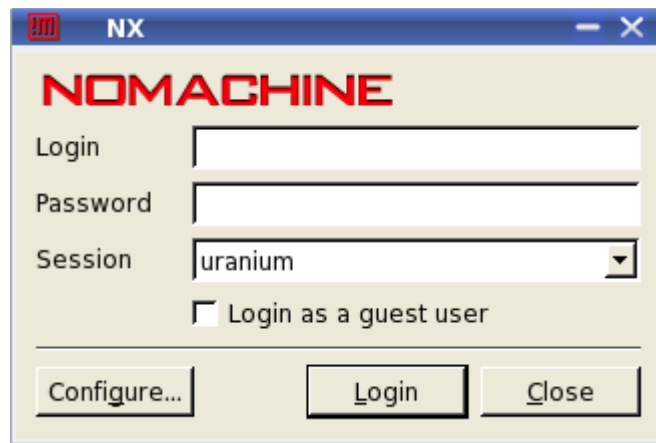 !M NX
NOMACHINE
Login
Password
Session uranium
Login as a guest user
Configure... Login Close